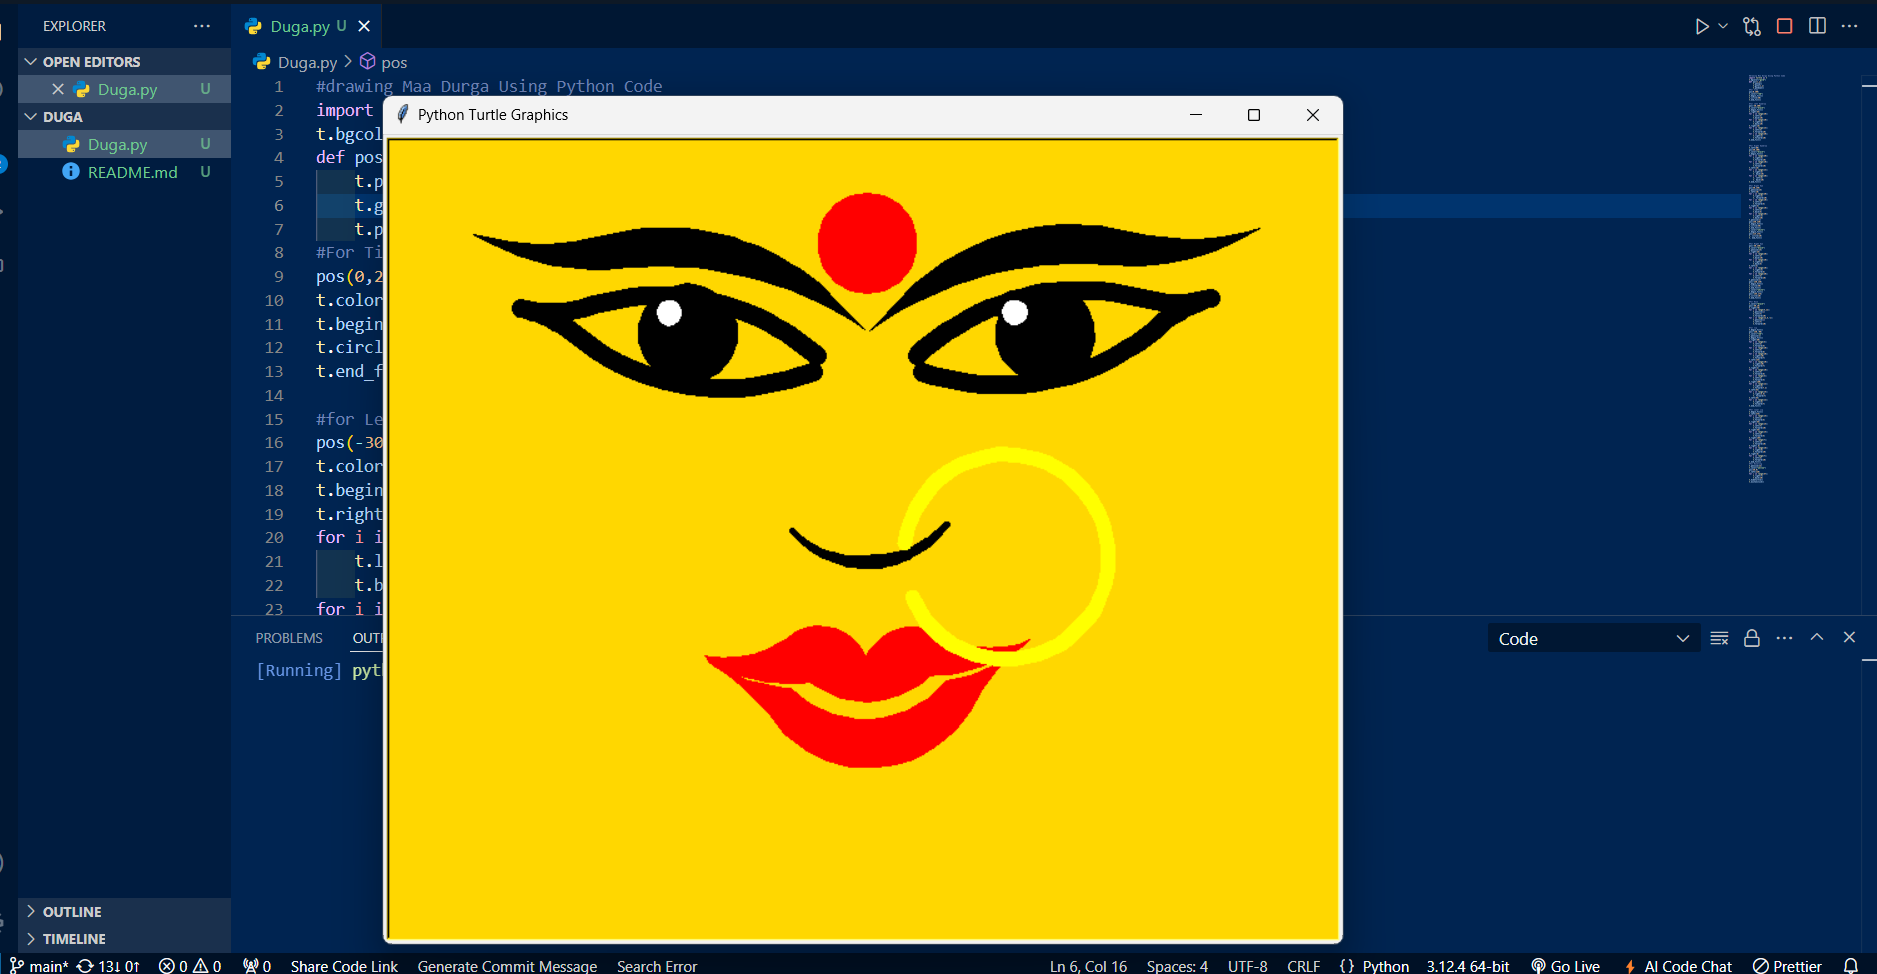 EXPLORER
OPEN EDITORS
Duga.py U
DUGA
Duga.py U
README.md U
OUTLINE
TIMELINE
Duga.py U
Duga.py > pos
1 #drawing Maa Durga Using Python Code
2 import
3 t.bgcol
4 def pos
5 t.p
6 t.g
7 t.p
8 #For Ti
9 pos(0,2
10 t.color
11 t.begin
12 t.circl
13 t.end_f
14
15 #for Le
16 pos(-30
17 t.color
18 t.begin
19 t.right
20 for i i
21 t.l
22 t.b
23 for i i
Python Turtle Graphics
PROBLEMS OUT
Code
[Running] pyt
main* 13↓ 0↑ 0 0 0 Share Code Link Generate Commit Message Search Error Ln 6, Col 16 Spaces: 4 UTF-8 CRLF {} Python 3.12.4 64-bit Go Live AI Code Chat Prettier